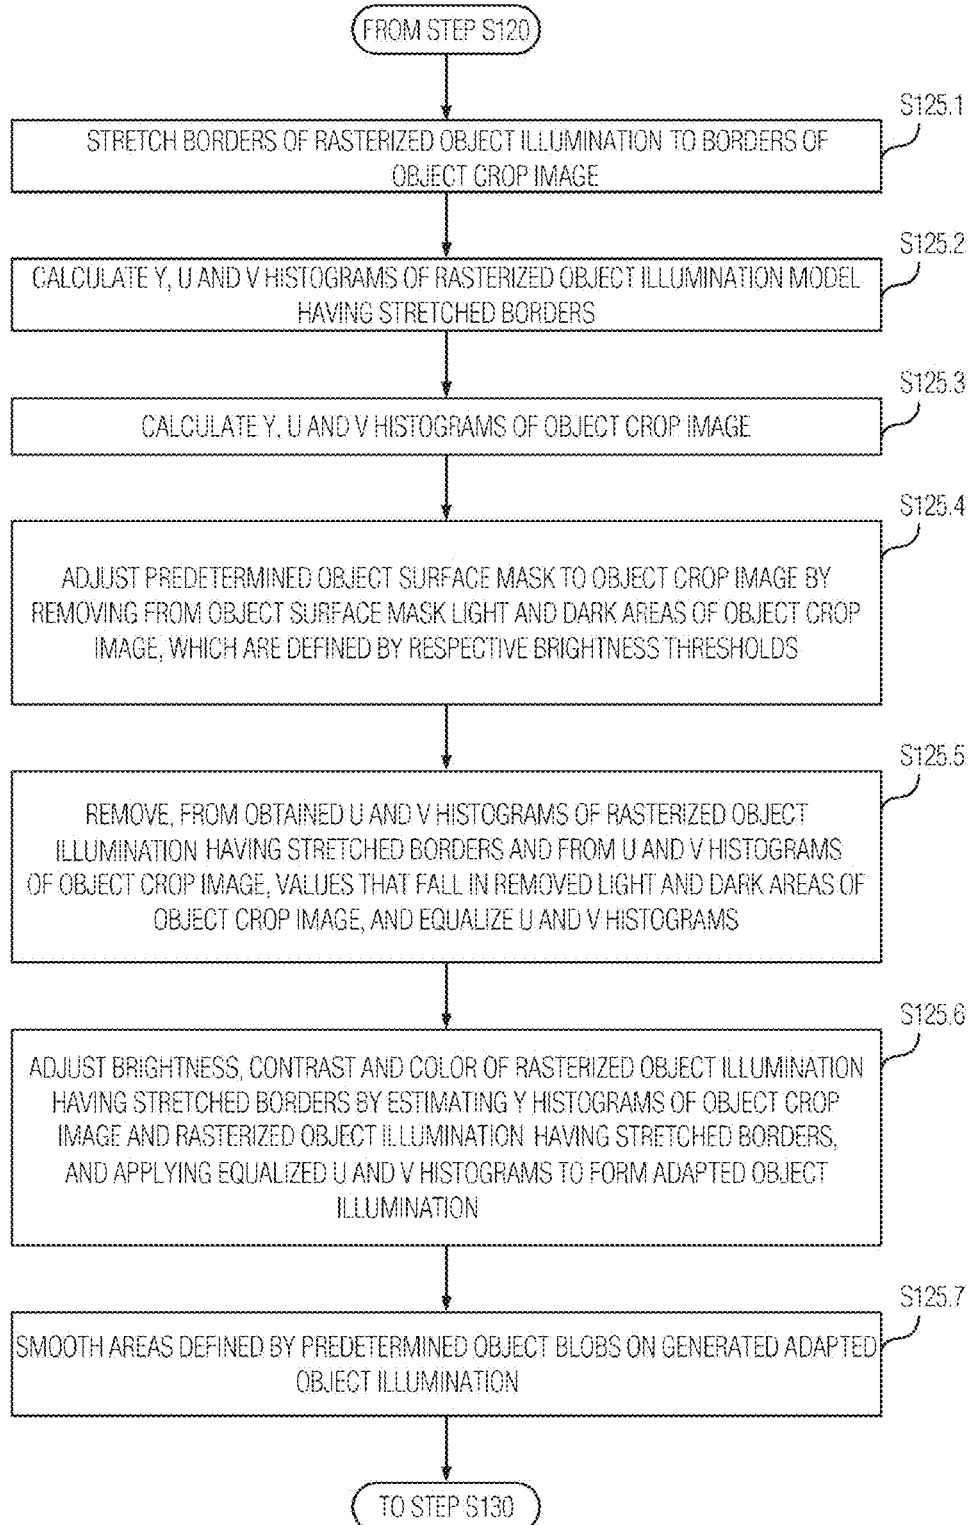 FROM STEP S120
S125.1
STRETCH BORDERS OF RASTERIZED OBJECT ILLUMINATION TO BORDERS OF
OBJECT CROP IMAGE
S125.2
CALCULATE Y, U AND V HISTOGRAMS OF RASTERIZED OBJECT ILLUMINATION MODEL
HAVING STRETCHED BORDERS
S125.3
CALCULATE Y, U AND V HISTOGRAMS OF OBJECT CROP IMAGE
S125.4
ADJUST PREDETERMINED OBJECT SURFACE MASK TO OBJECT CROP IMAGE BY
REMOVING FROM OBJECT SURFACE MASK LIGHT AND DARK AREAS OF OBJECT CROP
IMAGE, WHICH ARE DEFINED BY RESPECTIVE BRIGHTNESS THRESHOLDS
S125.5
REMOVE, FROM OBTAINED U AND V HISTOGRAMS OF RASTERIZED OBJECT
ILLUMINATION HAVING STRETCHED BORDERS AND FROM U AND V HISTOGRAMS
OF OBJECT CROP IMAGE, VALUES THAT FALL IN REMOVED LIGHT AND DARK AREAS OF
OBJECT CROP IMAGE, AND EQUALIZE U AND V HISTOGRAMS
S125.6
ADJUST BRIGHTNESS, CONTRAST AND COLOR OF RASTERIZED OBJECT ILLUMINATION
HAVING STRETCHED BORDERS BY ESTIMATING Y HISTOGRAMS OF OBJECT CROP
IMAGE AND RASTERIZED OBJECT ILLUMINATION HAVING STRETCHED BORDERS,
AND APPLYING EQUALIZED U AND V HISTOGRAMS TO FORM ADAPTED OBJECT
ILLUMINATION
S125.7
SMOOTH AREAS DEFINED BY PREDETERMINED OBJECT BLOBS ON GENERATED ADAPTED
OBJECT ILLUMINATION
TO STEP S130